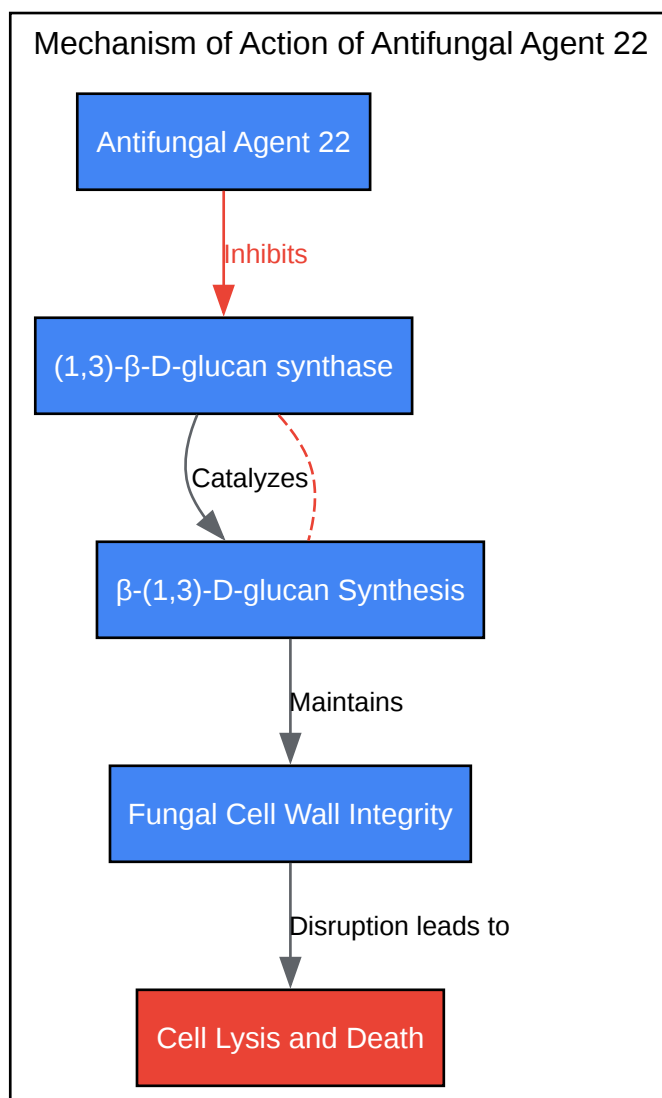 Mechanism of Action of Antifungal Agent 22
Antifungal Agent 22
Inhibits
(1,3)-β-D-glucan synthase
Catalyzes
β-(1,3)-D-glucan Synthesis
Maintains
Fungal Cell Wall Integrity
Disruption leads to
Cell Lysis and Death